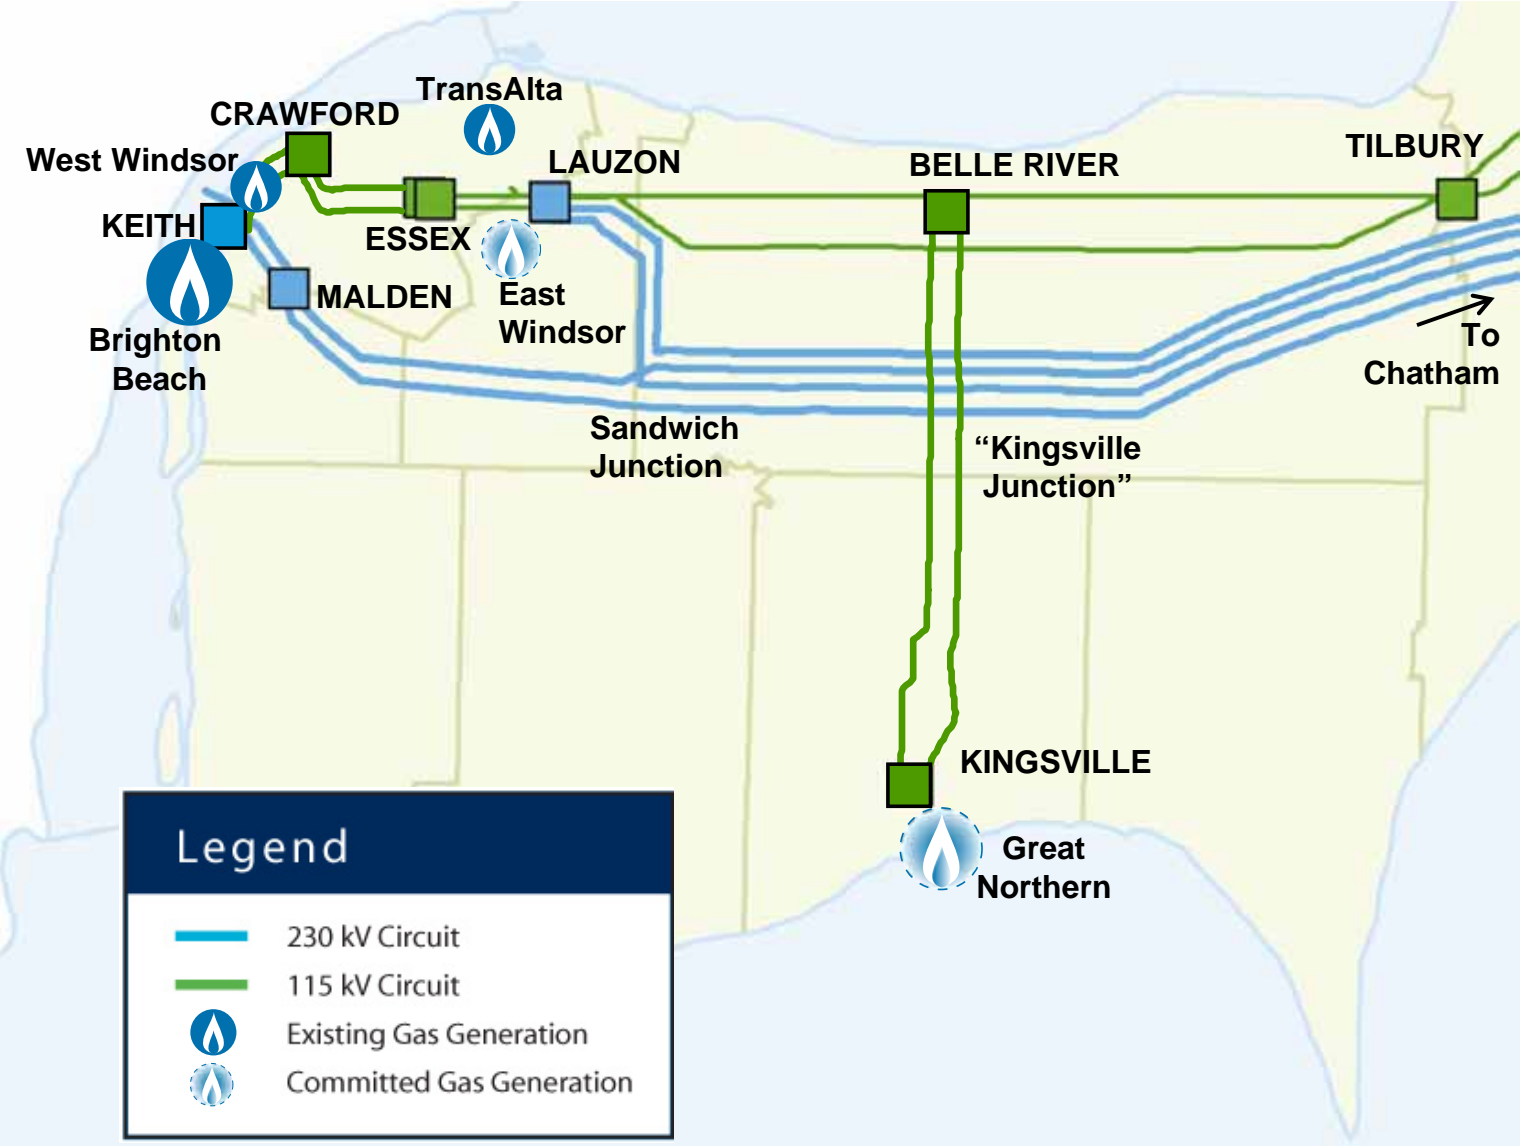 TransAlta
CRAWFORD
West Windsor
LAUZON
BELLE RIVER
TILBURY
KEITH
ESSEX
MALDEN
East
Windsor
Brighton
Beach
To
Chatham
Sandwich
Junction
“Kingsville
Junction”
KINGSVILLE
Great
Northern
Legend
230 kV Circuit
115 kV Circuit
Existing Gas Generation
Committed Gas Generation